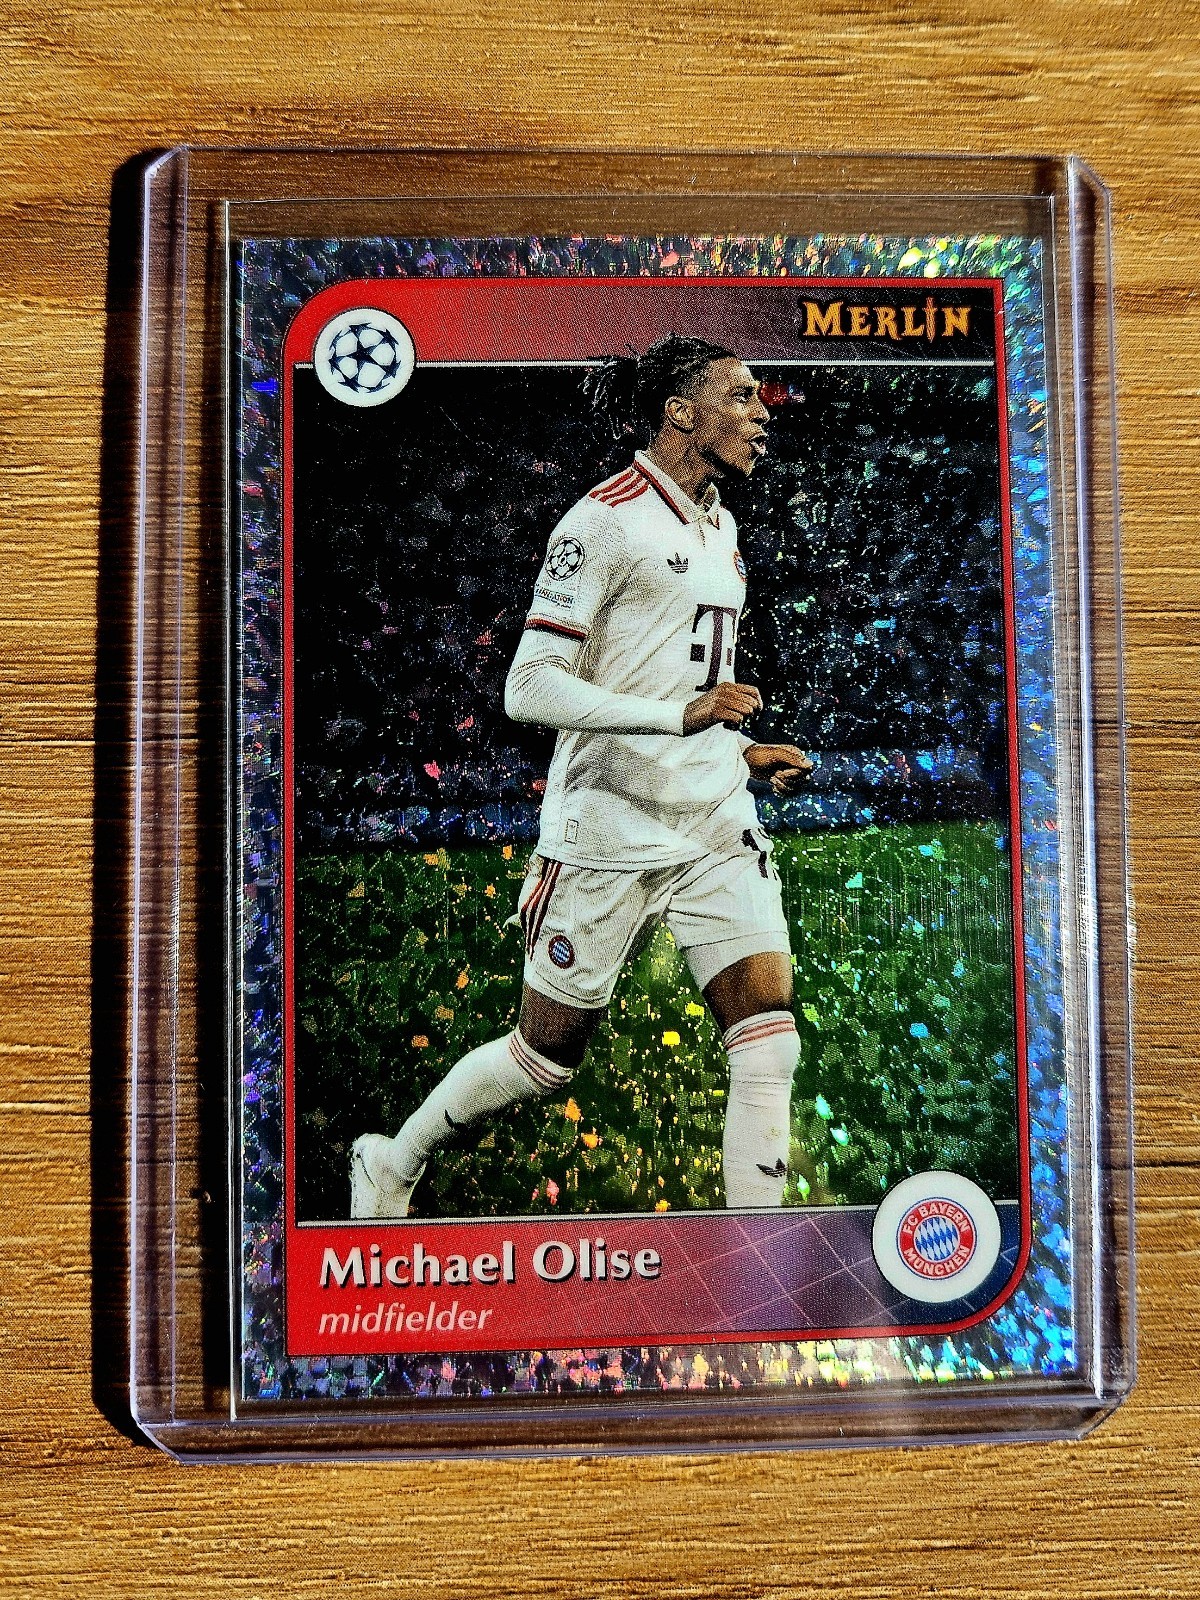 MERLIN
T
FC BAYERN
MÜNCHEN
Michael Olise
midfielder